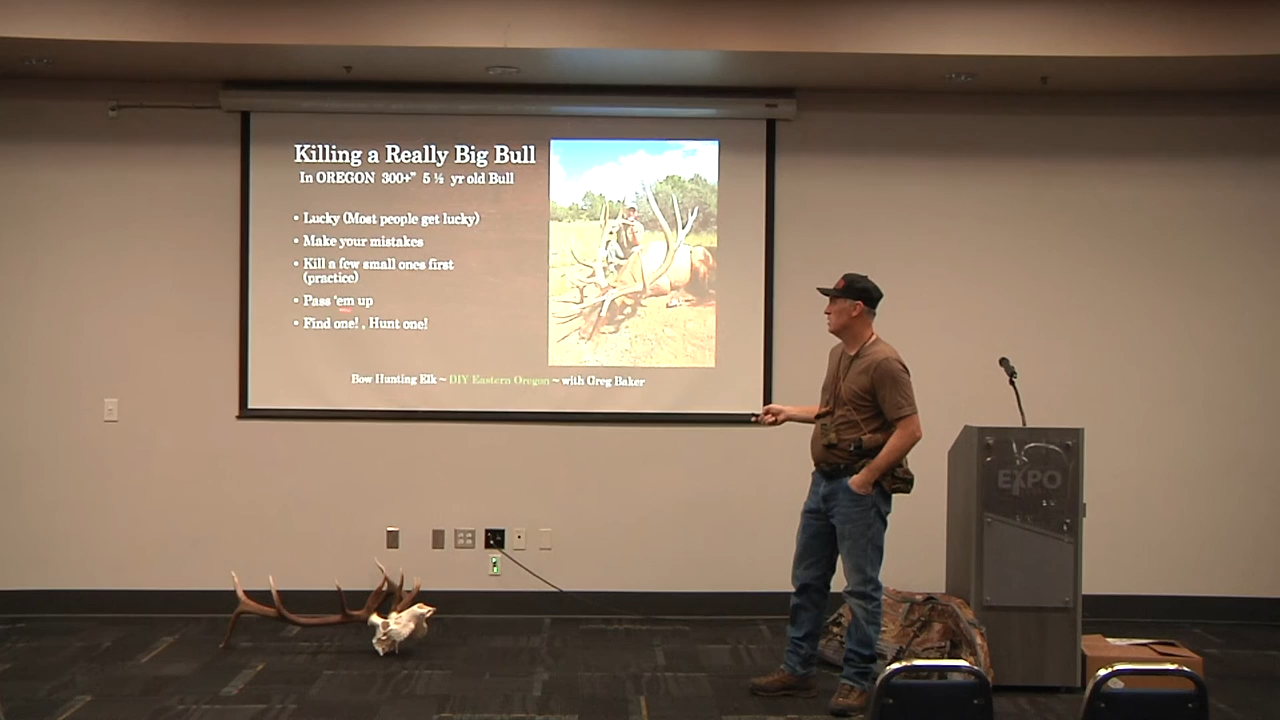 Killing a Really Big Bull
In OREGON 300+" 5 ½ yr old Bull
• Lucky (Most people get lucky)
• Make your mistakes
• Kill a few small ones first
(practice)
• Pass 'em up
• Find one! , Hunt one!
Bow Hunting Elk ~ DIY Eastern Oregon ~ with Greg Baker
EXPO